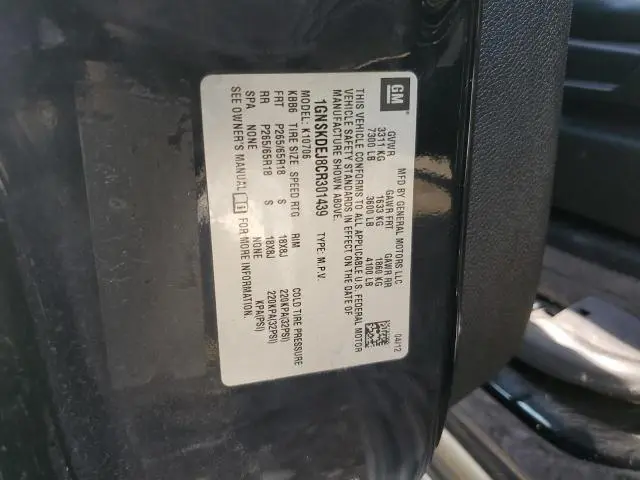 GM
MFD BY GENERAL MOTORS LLC
04/12
GVWR GAWR FRT GAWR RR
3311 KG 1633 KG 1860 KG
7300 LB 3600 LB 4100 LB
THIS VEHICLE CONFORMS TO ALL APPLICABLE U.S. FEDERAL MOTOR
VEHICLE SAFETY STANDARDS IN EFFECT ON THE DATE OF
MANUFACTURE SHOWN ABOVE.
1GNSKDEJ8CR301439 TYPE: M.P.V.
MODEL: K10706
KBB6 TIRE SIZE SPEED RTG RIM COLD TIRE PRESSURE
FRT P265/65R18 S 18X8J 220KPA(32PSI)
RR P265/65R18 S 18X8J 220KPA(32PSI)
SPA NONE NONE KPA(PSI)
SEE OWNER'S MANUAL i FOR MORE INFORMATION.